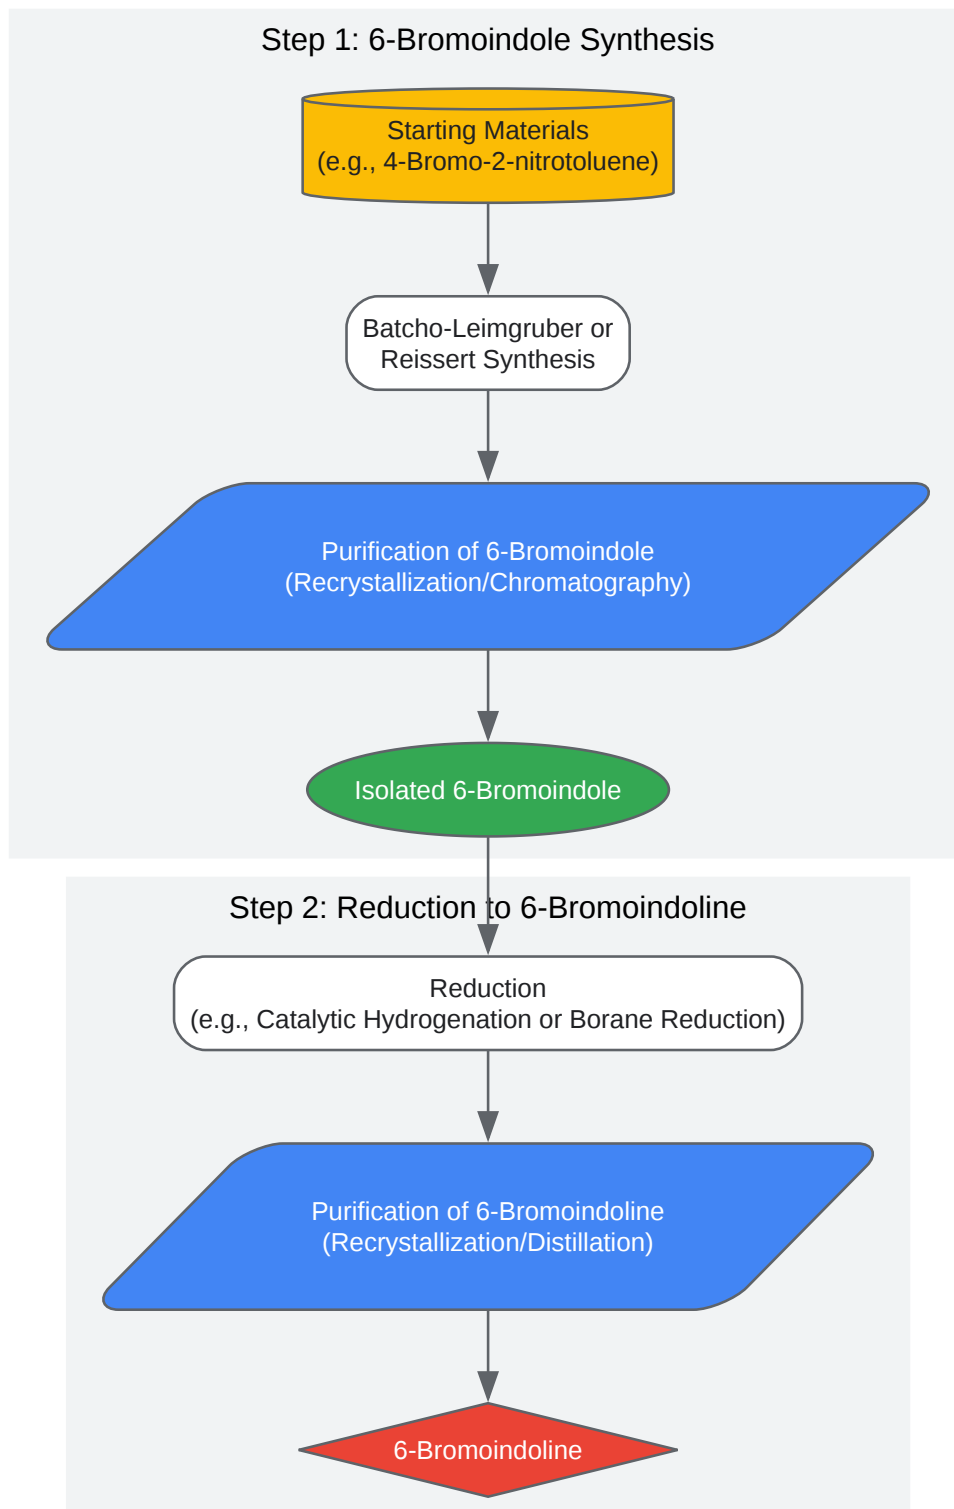 Step 1: 6-Bromoindole Synthesis
Starting Materials
(e.g., 4-Bromo-2-nitrotoluene)
Batcho-Leimgruber or
Reissert Synthesis
Purification of 6-Bromoindole
(Recrystallization/Chromatography)
Isolated 6-Bromoindole
Step 2: Reduction to 6-Bromoindoline
Reduction
(e.g., Catalytic Hydrogenation or Borane Reduction)
Purification of 6-Bromoindoline
(Recrystallization/Distillation)
6-Bromoindoline